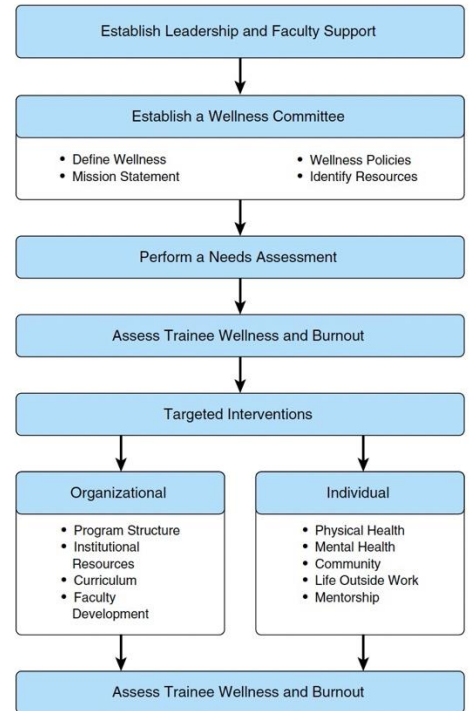 Establish Leadership and Faculty Support
Establish a Wellness Committee
• Define Wellness
• Mission Statement
• Wellness Policies
• Identify Resources
Perform a Needs Assessment
Assess Trainee Wellness and Burnout
Targeted Interventions
Organizational
• Program Structure
• Institutional
Resources
• Curriculum
• Faculty
Development
Individual
• Physical Health
• Mental Health
• Community
• Life Outside Work
• Mentorship
Assess Trainee Wellness and Burnout